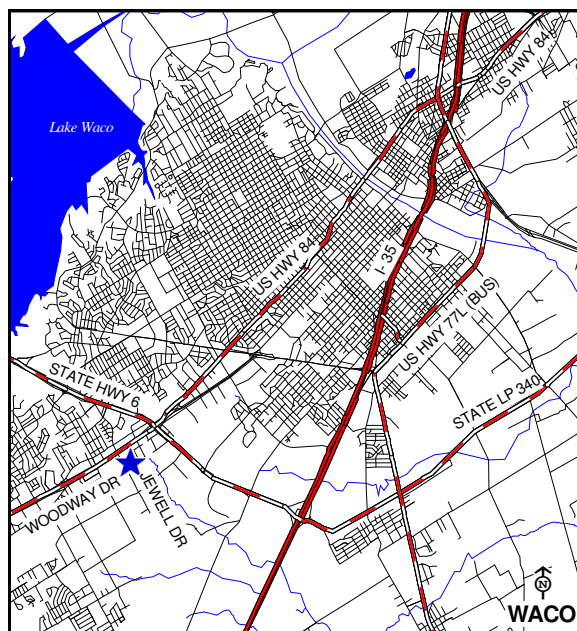 US HWY 84
Lake Waco
US HWY 84
I- 35
US HWY 77L (BUS)
STATE HWY 6
STATE LP 340
WOODWAY DR
JEWELL DR
N
WACO